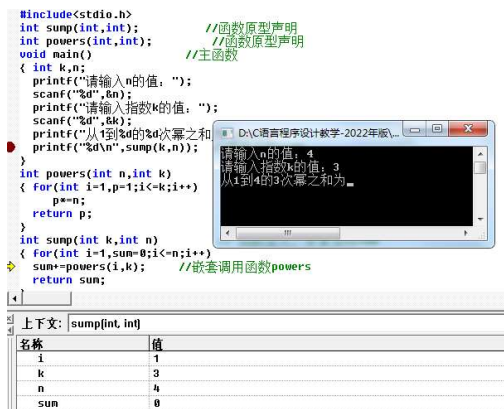 #include<stdio.h>
int sump(int,int);          //函数原型声明
int powers(int,int);        //函数原型声明
void main()          //主函数
{ int k,n;
printf("请输入n的值：");
scanf("%d",&n);
printf("请输入指数k的值：");
scanf("%d",&k);
printf("从1到%d的%d次幂之和
printf("%d\n",sump(k,n));
}
int powers(int n,int k)
{ for(int i=1,p=1;i<=k;i++)
p*=n;
return p;
}
int sump(int k,int n)
{ for(int i=1,sum=0;i<=n;i++)
sum+=powers(i,k);     //嵌套调用函数powers
return sum;
D:\C语言程序设计教学-2022年版\...
请输入n的值：4
请输入指数k的值：3
从1到4的3次幂之和为_
上下文: sump(int, int)
名称 值
i 1
k 3
n 4
sum 0